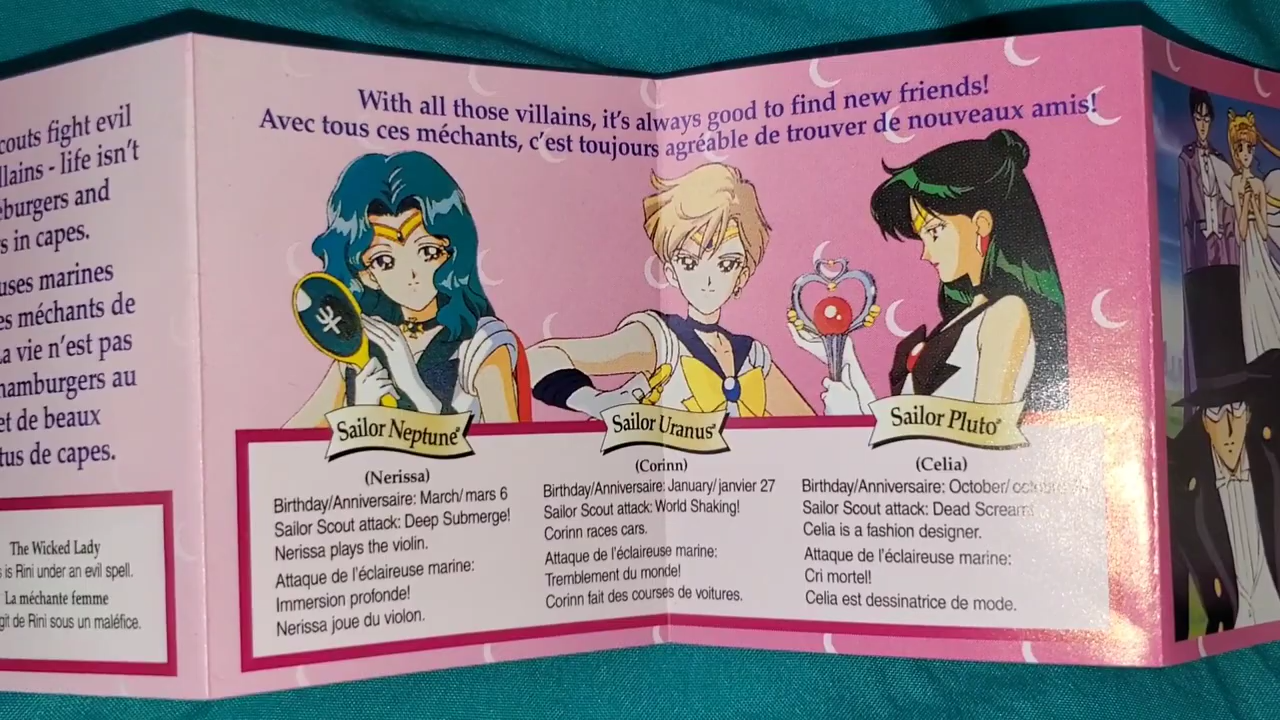 couts fight evil
llains - life isn't
eburgers and
s in capes.
uses marines
es méchants de
a vie n'est pas
hamburgers au
et de beaux
tus de capes.
The Wicked Lady
s is Rini under an evil spell.
La méchante femme
git de Rini sous un maléfice.
With all those villains, it's always good to find new friends!
Avec tous ces méchants, c'est toujours agréable de trouver de nouveaux amis!
Sailor Neptune
(Nerissa)
Birthday/Anniversaire: March/mars 6
Sailor Scout attack: Deep Submerge!
Nerissa plays the violin.
Attaque de l'éclaireuse marine:
Immersion profonde!
Nerissa joue du violon.
Sailor Uranus
(Corinn)
Birthday/Anniversaire: January/janvier 27
Sailor Scout attack: World Shaking!
Corinn races cars.
Attaque de l'éclaireuse marine:
Tremblement du monde!
Corinn fait des courses de voitures.
Sailor Pluto
(Celia)
Birthday/Anniversaire: October/
Sailor Scout attack: Dead Scream
Celia is a fashion designer.
Attaque de l'éclaireuse marine:
Cri mortel!
Celia est dessinatrice de mode.